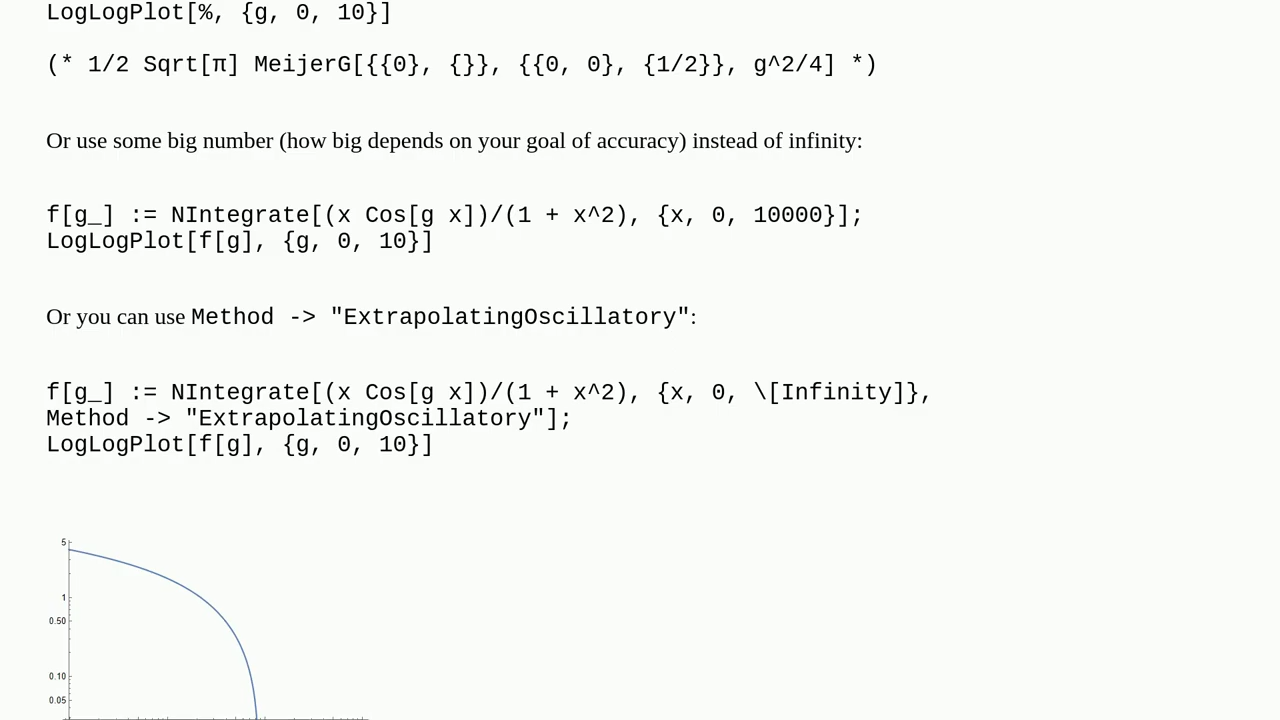 LogLogPlot[%, {g, 0, 10}]
(* 1/2 Sqrt[π] MeijerG[{{0}, {}}, {{0, 0}, {1/2}}, g^2/4] *)
Or use some big number (how big depends on your goal of accuracy) instead of infinity:
f[g_] := NIntegrate[(x Cos[g x])/(1 + x^2), {x, 0, 10000}];
LogLogPlot[f[g], {g, 0, 10}]
Or you can use Method -> "ExtrapolatingOscillatory":
f[g_] := NIntegrate[(x Cos[g x])/(1 + x^2), {x, 0, \[Infinity]},
Method -> "ExtrapolatingOscillatory"];
LogLogPlot[f[g], {g, 0, 10}]
5
1
0.50
0.10
0.05